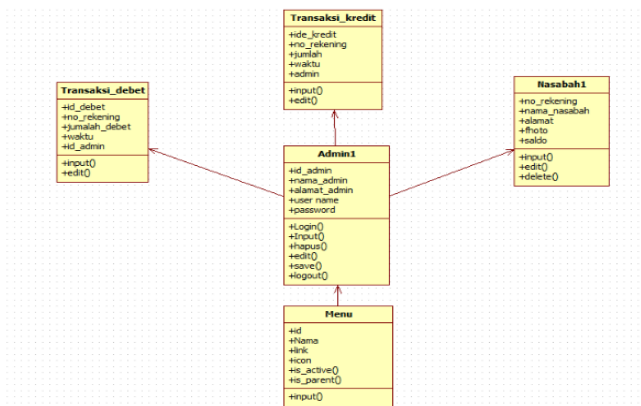 Transaksi_kredit
+ide_kredit
+no_rekening
+jumlah
+waktu
+admin
+input()
+edit()
Transaksi_debet
+id_debet
+no_rekening
+jumalah_debet
+waktu
+id_admin
+input()
+edit()
Nasabah1
+no_rekening
+nama_nasabah
+alamat
+fhoto
+saldo
+input()
+edit()
+delete()
Admin1
+id_admin
+nama_admin
+alamat_admin
+user name
+password
+Login()
+Input()
+hapus()
+edit()
+save()
+logout()
Menu
+id
+Nama
+link
+icon
+is_active()
+is_parent()
+input()